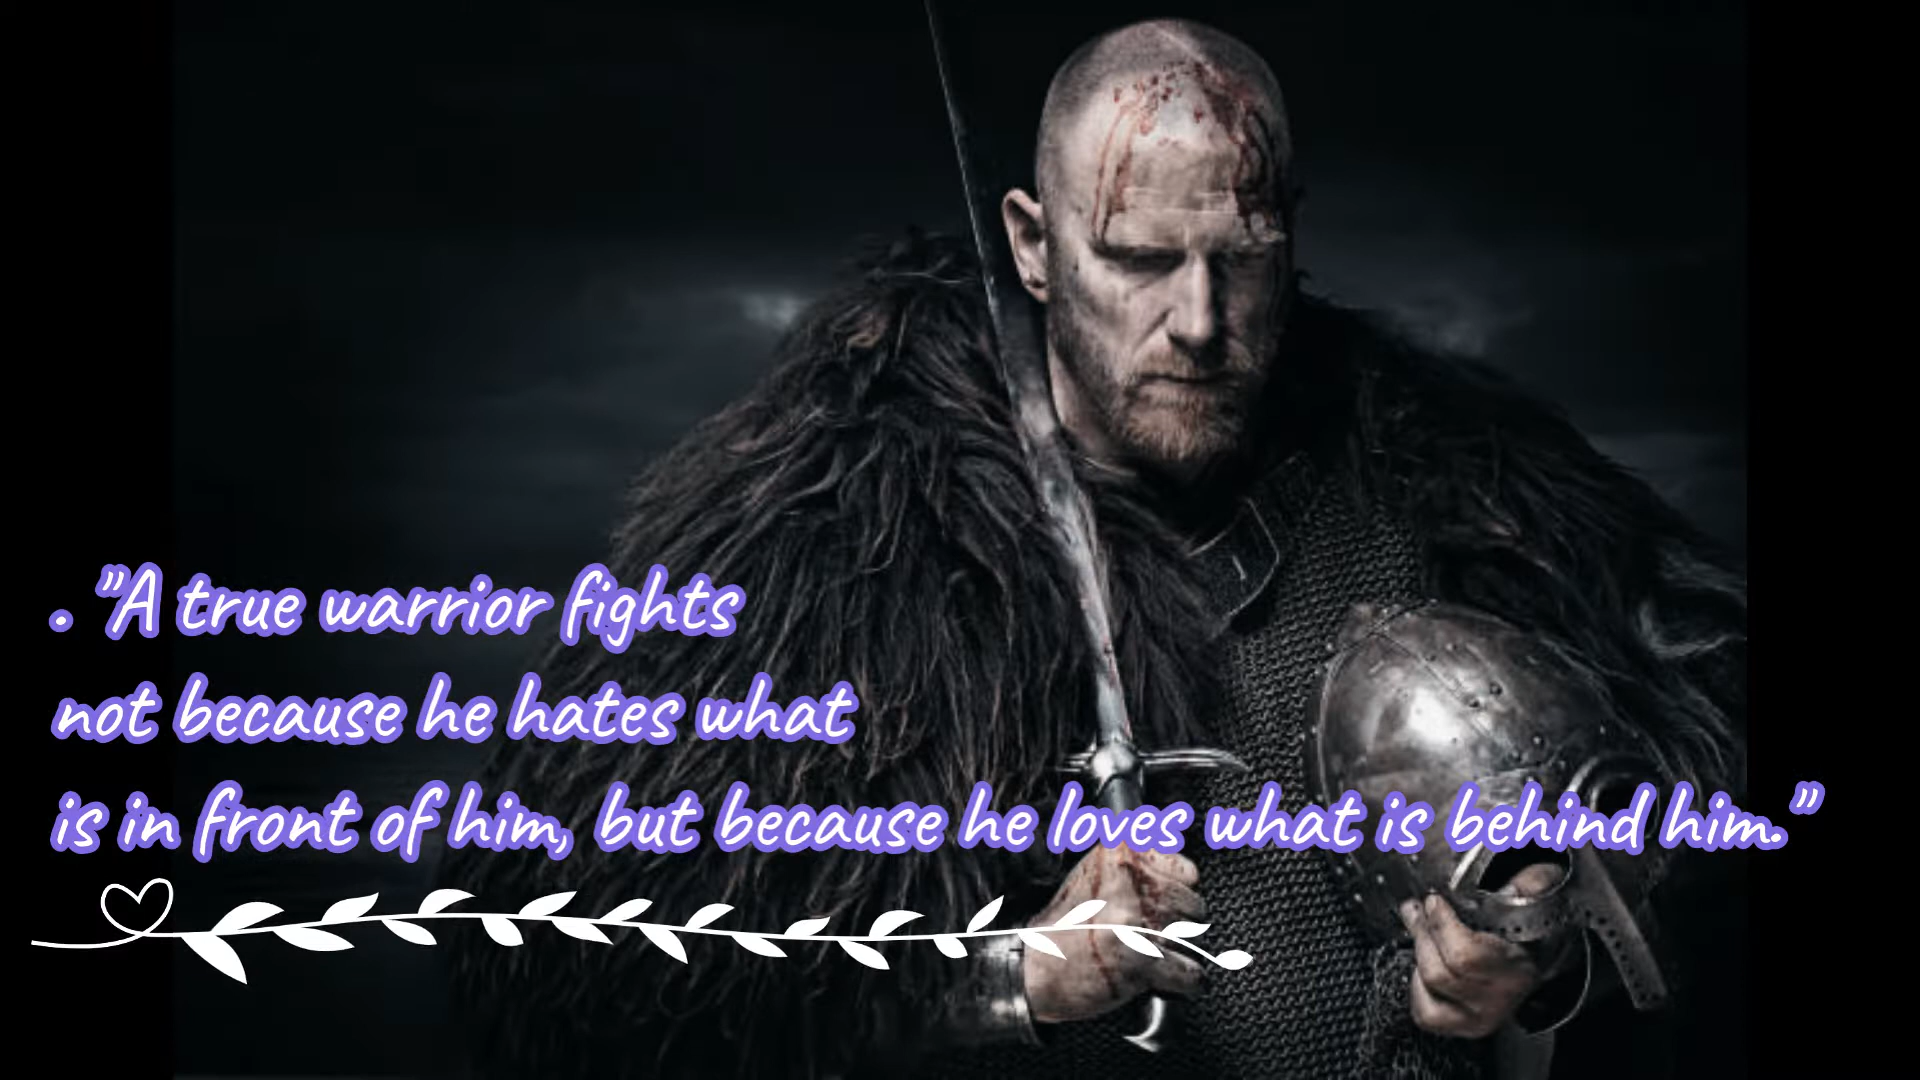 . "A true warrior fights
not because he hates what
is in front of him, but because he loves what is behind him."